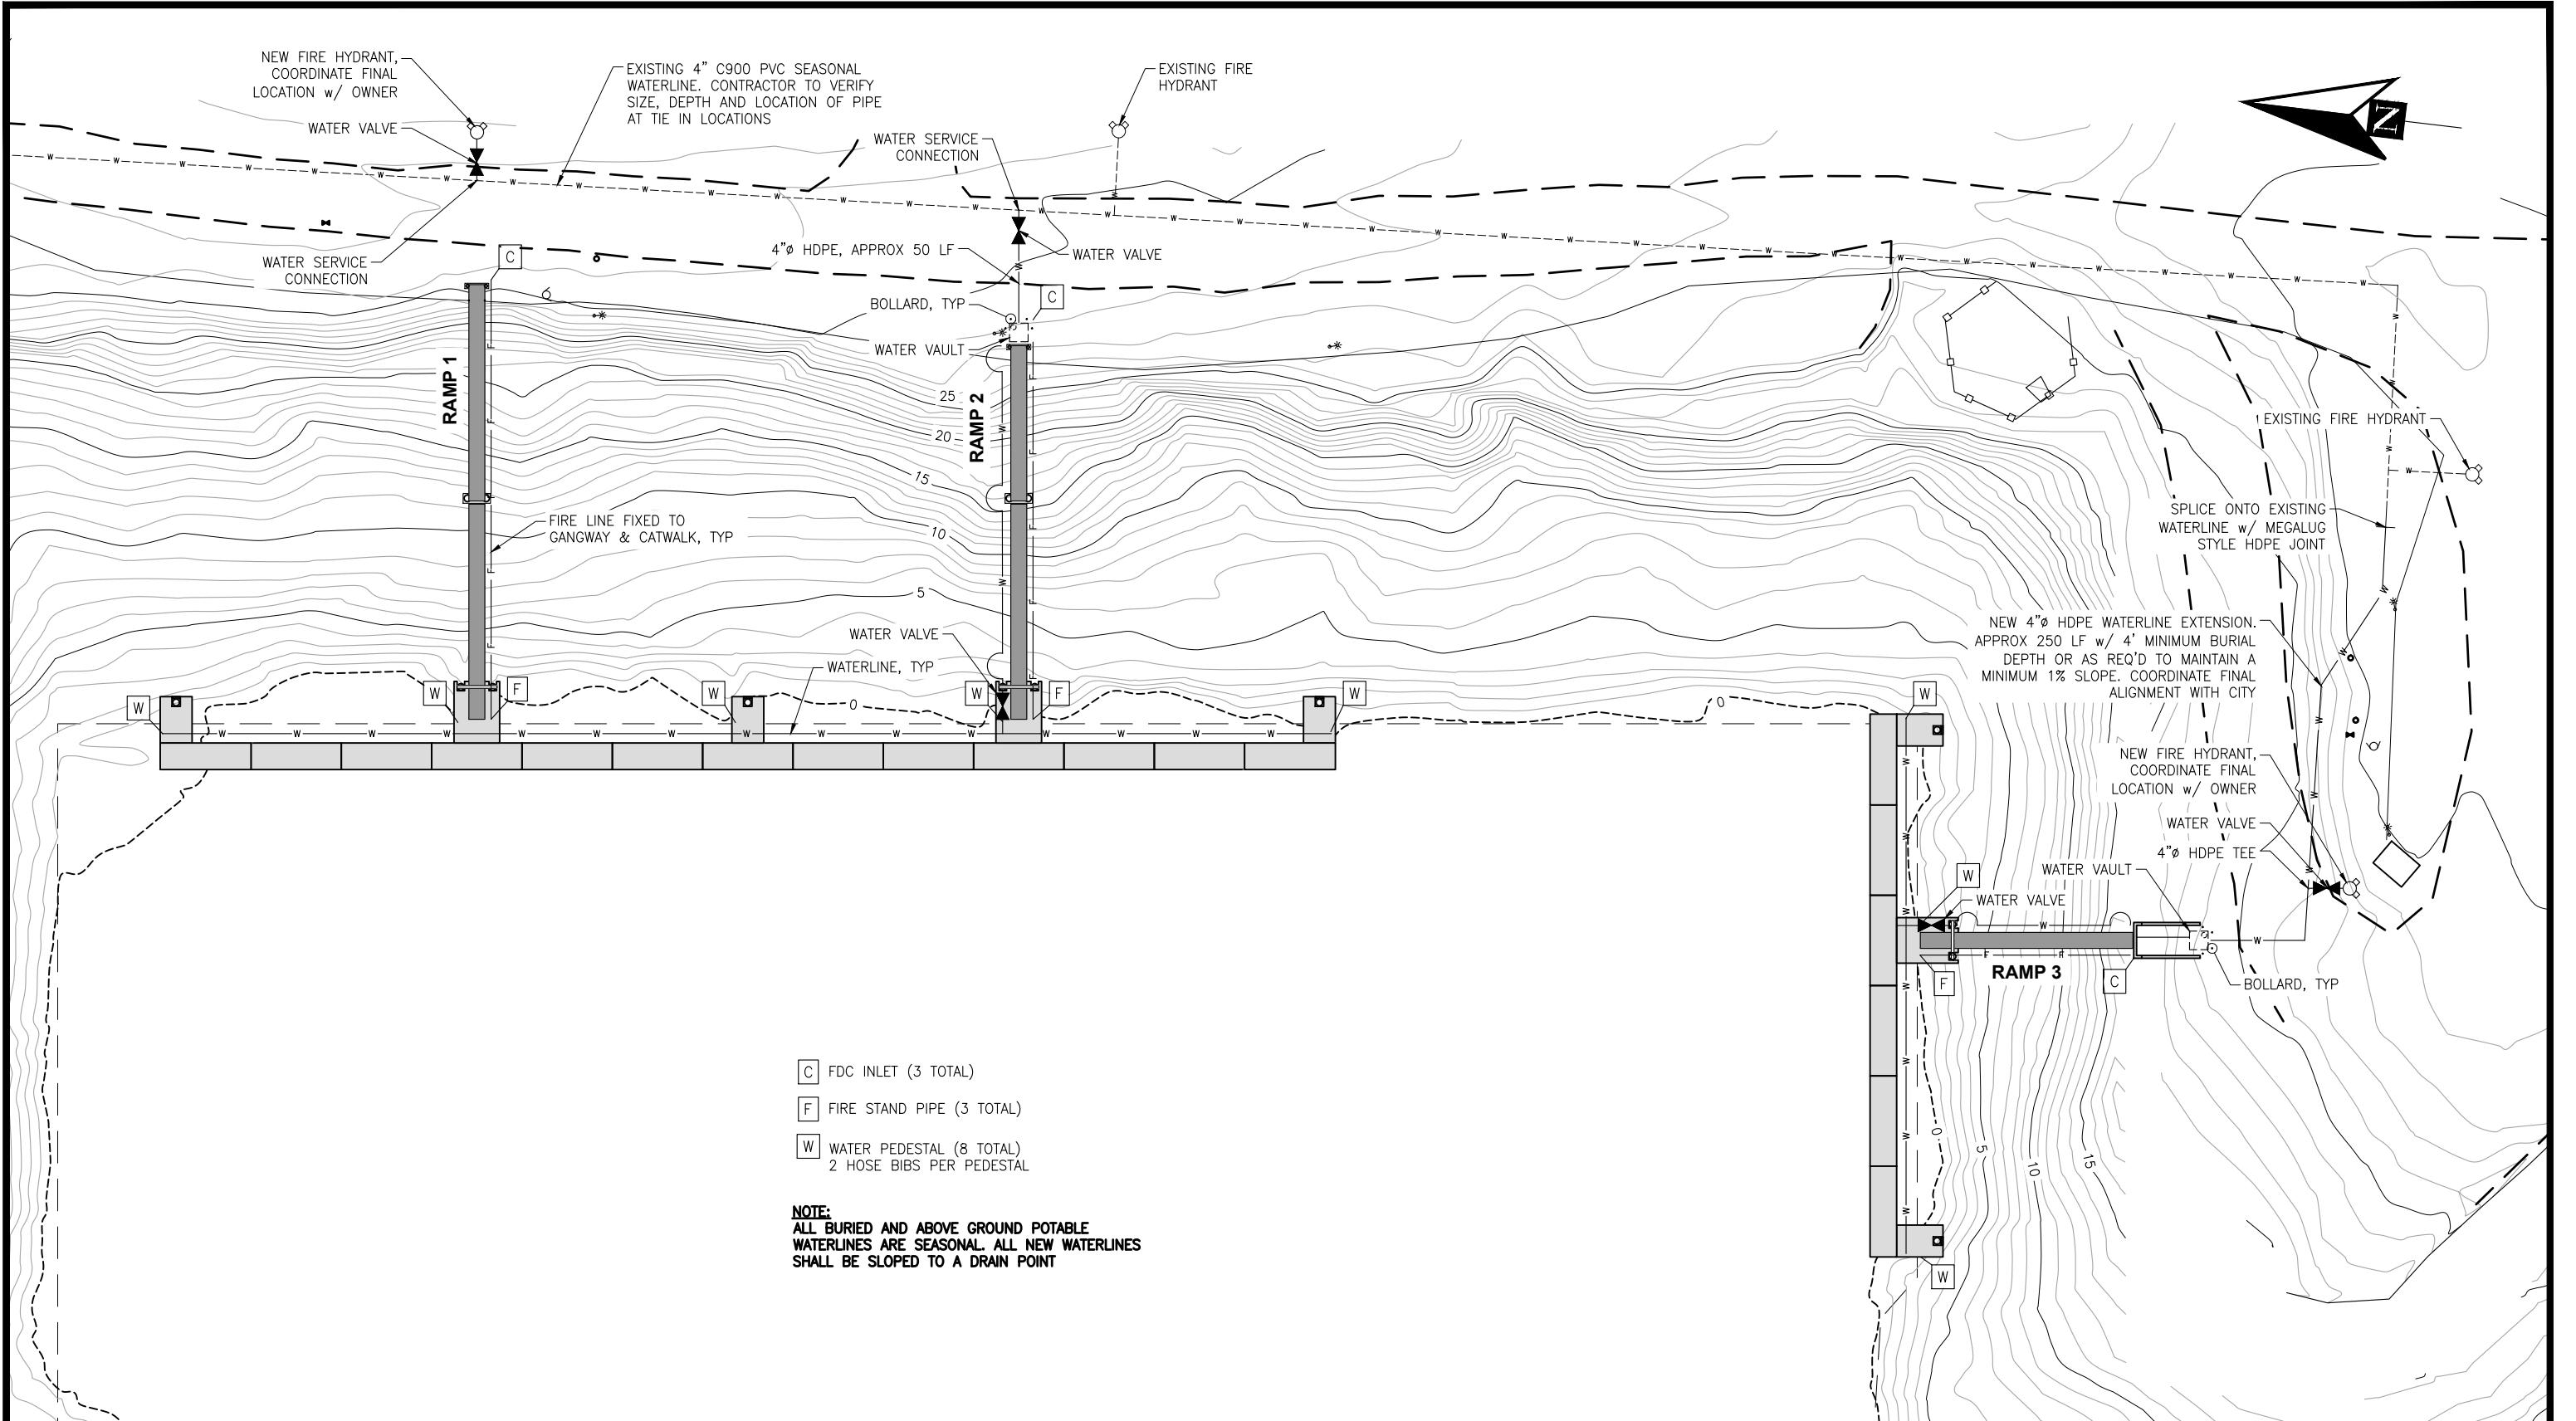 NEW FIRE HYDRANT,
COORDINATE FINAL
LOCATION w/ OWNER
WATER VALVE
EXISTING 4" C900 PVC SEASONAL
WATERLINE. CONTRACTOR TO VERIFY
SIZE, DEPTH AND LOCATION OF PIPE
AT TIE IN LOCATIONS
WATER SERVICE
CONNECTION
EXISTING FIRE
HYDRANT
N
WATER SERVICE
CONNECTION
C
4"ø HDPE, APPROX 50 LF
WATER VALVE
BOLLARD, TYP
C
WATER VAULT
RAMP 1
RAMP 2
25
20
15
10
5
FIRE LINE FIXED TO
GANGWAY & CATWALK, TYP
WATER VALVE
WATERLINE, TYP
W
W
F
W
0
W
F
W
0
W
EXISTING FIRE HYDRANT
SPLICE ONTO EXISTING
WATERLINE w/ MEGALUG
STYLE HDPE JOINT
NEW 4"ø HDPE WATERLINE EXTENSION.
APPROX 250 LF w/ 4' MINIMUM BURIAL
DEPTH OR AS REQ'D TO MAINTAIN A
MINIMUM 1% SLOPE. COORDINATE FINAL
ALIGNMENT WITH CITY
NEW FIRE HYDRANT,
COORDINATE FINAL
LOCATION w/ OWNER
WATER VALVE
4"ø HDPE TEE
WATER VAULT
W
WATER VALVE
RAMP 3
F
C
BOLLARD, TYP
0
5
10
15
W
C FDC INLET (3 TOTAL)
F FIRE STAND PIPE (3 TOTAL)
W WATER PEDESTAL (8 TOTAL)
2 HOSE BIBS PER PEDESTAL
NOTE:
ALL BURIED AND ABOVE GROUND POTABLE
WATERLINES ARE SEASONAL. ALL NEW WATERLINES
SHALL BE SLOPED TO A DRAIN POINT